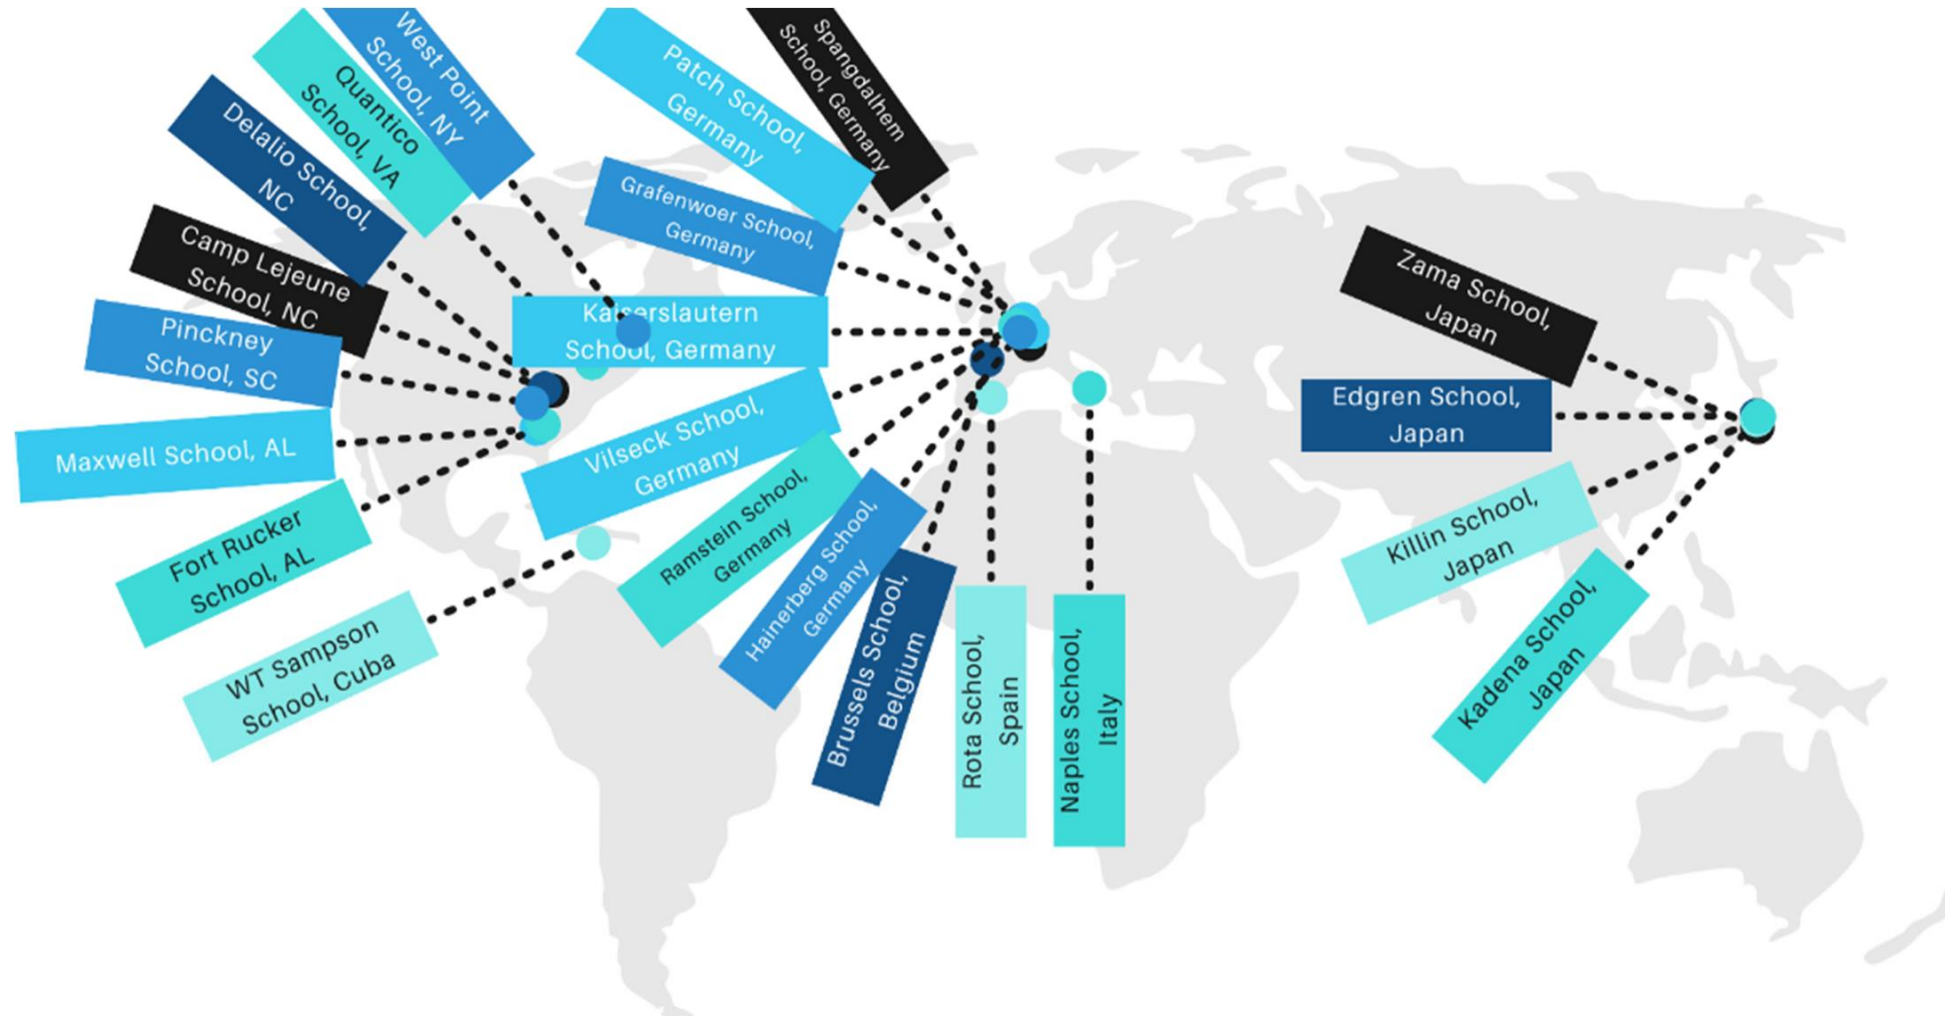 West Point
School, NY
Quantico
School, VA
Delalio School,
NC
Camp Lejeune
School, NC
Pinckney
School, SC
Maxwell School, AL
Fort Rucker
School, AL
WT Sampson
School, Cuba
Spangdalhem
School, Germany
Patch School,
Germany
Grafenwoer School,
Germany
Kaiserslautern
School, Germany
Vilseck School,
Germany
Ramstein School,
Germany
Hainerberg School,
Germany
Brussels School,
Belgium
Rota School,
Spain
Naples School,
Italy
Zama School,
Japan
Edgren School,
Japan
Killin School,
Japan
Kadena School,
Japan